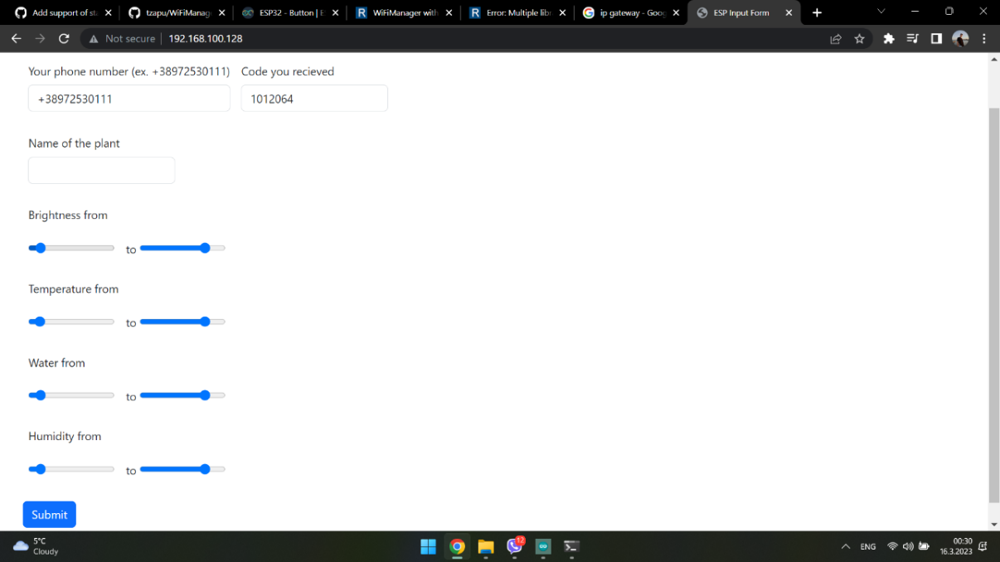 Add support of sta
tzapu/WiFiManag
ESP32 - Button | E
WiFiManager with
Error: Multiple libr
ip gateway - Goog
ESP Input Form
Not secure
192.168.100.128
Your phone number (ex. +38972530111)
Code you recieved
+38972530111
1012064
Name of the plant
Brightness from
to
Temperature from
to
Water from
to
Humidity from
to
Submit
5°C
Cloudy
12
ENG
00:30
16.3.2023